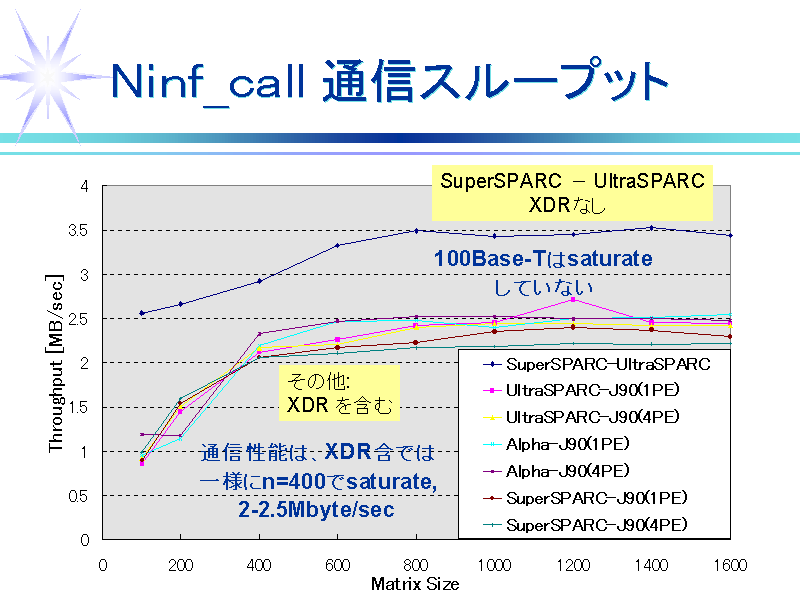 Ninf_call 通信スループット
SuperSPARC － UltraSPARC
XDRなし
100Base-Tはsaturate
していない
その他:
XDR を含む
通信性能は、XDR含では
一様にn=400でsaturate,
2-2.5Mbyte/sec
Throughput [MB/sec]
4
3.5
3
2.5
2
1.5
1
0.5
0
0 200 400 600 800 1000 1200 1400 1600
Matrix Size
SuperSPARC-UltraSPARC
UltraSPARC-J90(1PE)
UltraSPARC-J90(4PE)
Alpha-J90(1PE)
Alpha-J90(4PE)
SuperSPARC-J90(1PE)
SuperSPARC-J90(4PE)